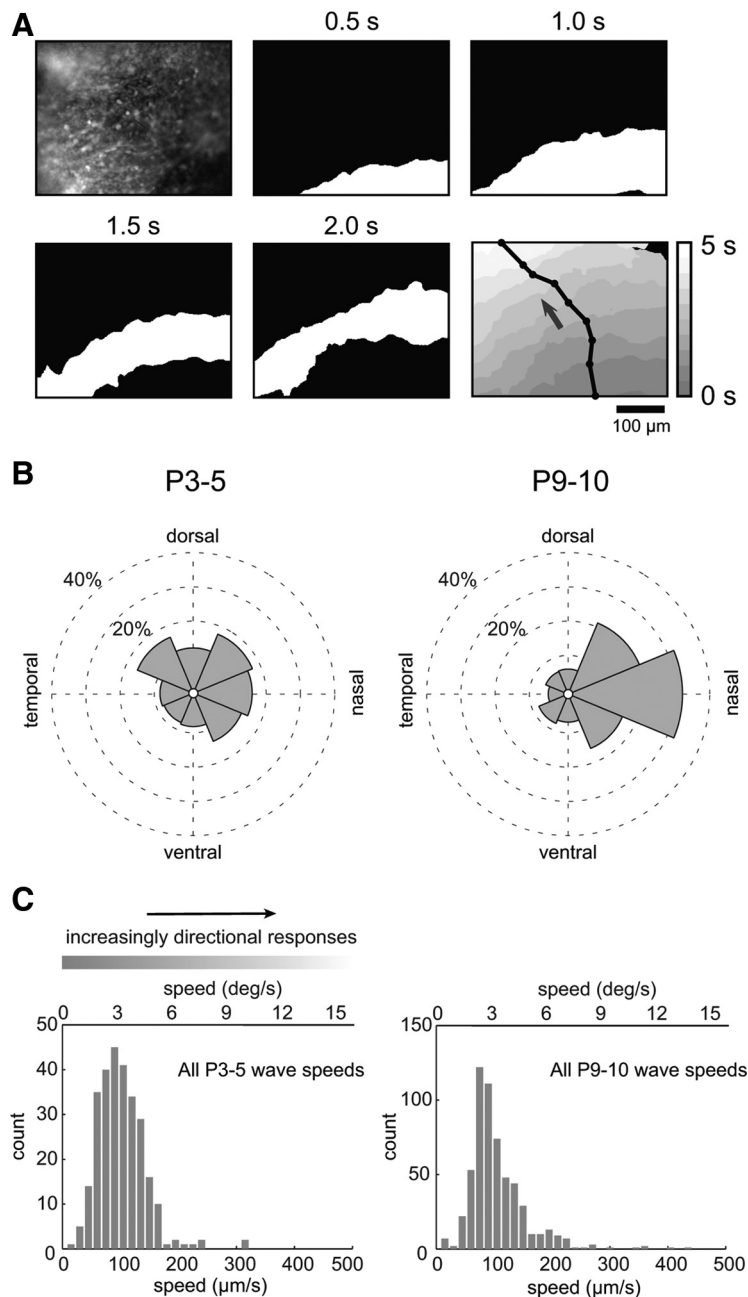 A
0.5 s
1.0 s
1.5 s
2.0 s
5 s
0 s
100 µm
B
P3-5
P9-10
dorsal
dorsal
40%
40%
20%
20%
temporal
nasal
temporal
nasal
ventral
ventral
C
increasingly directional responses
speed (deg/s)
speed (deg/s)
0 3 6 9 12 15
0 3 6 9 12 15
50
40
30
20
10
0
count
All P3-5 wave speeds
150
100
50
0
count
All P9-10 wave speeds
0 100 200 300 400 500
0 100 200 300 400 500
speed (µm/s)
speed (µm/s)